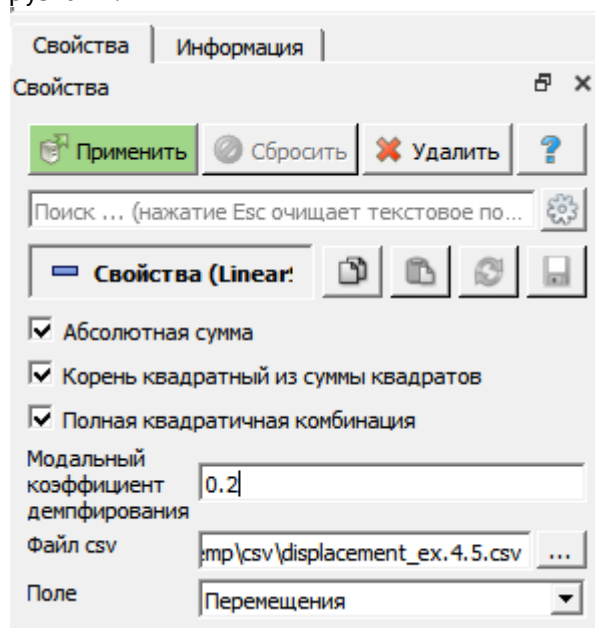 Свойства Информация
Свойства
Применить Сбросить Удалить ?
Поиск ... (нажатие Esc очищает текстовое по...
Свойства (Linear
Абсолютная сумма
Корень квадратный из суммы квадратов
Полная квадратичная комбинация
Модальный
коэффициент
демпфирования
0.2
Файл csv
emp\csv\displacement_ex.4.5.csv ...
Поле
Перемещения